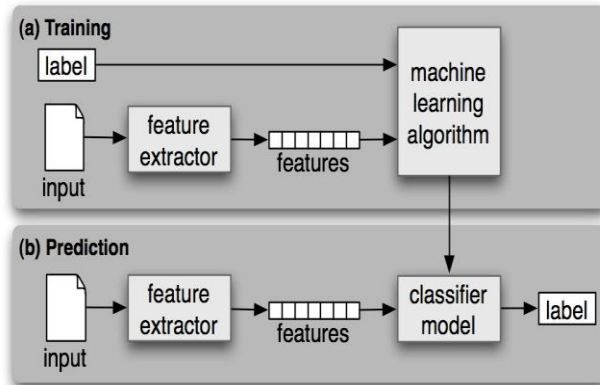 (a) Training
label
machine
learning
algorithm
feature
extractor
features
input
(b) Prediction
feature
extractor
features
classifier
model
label
input